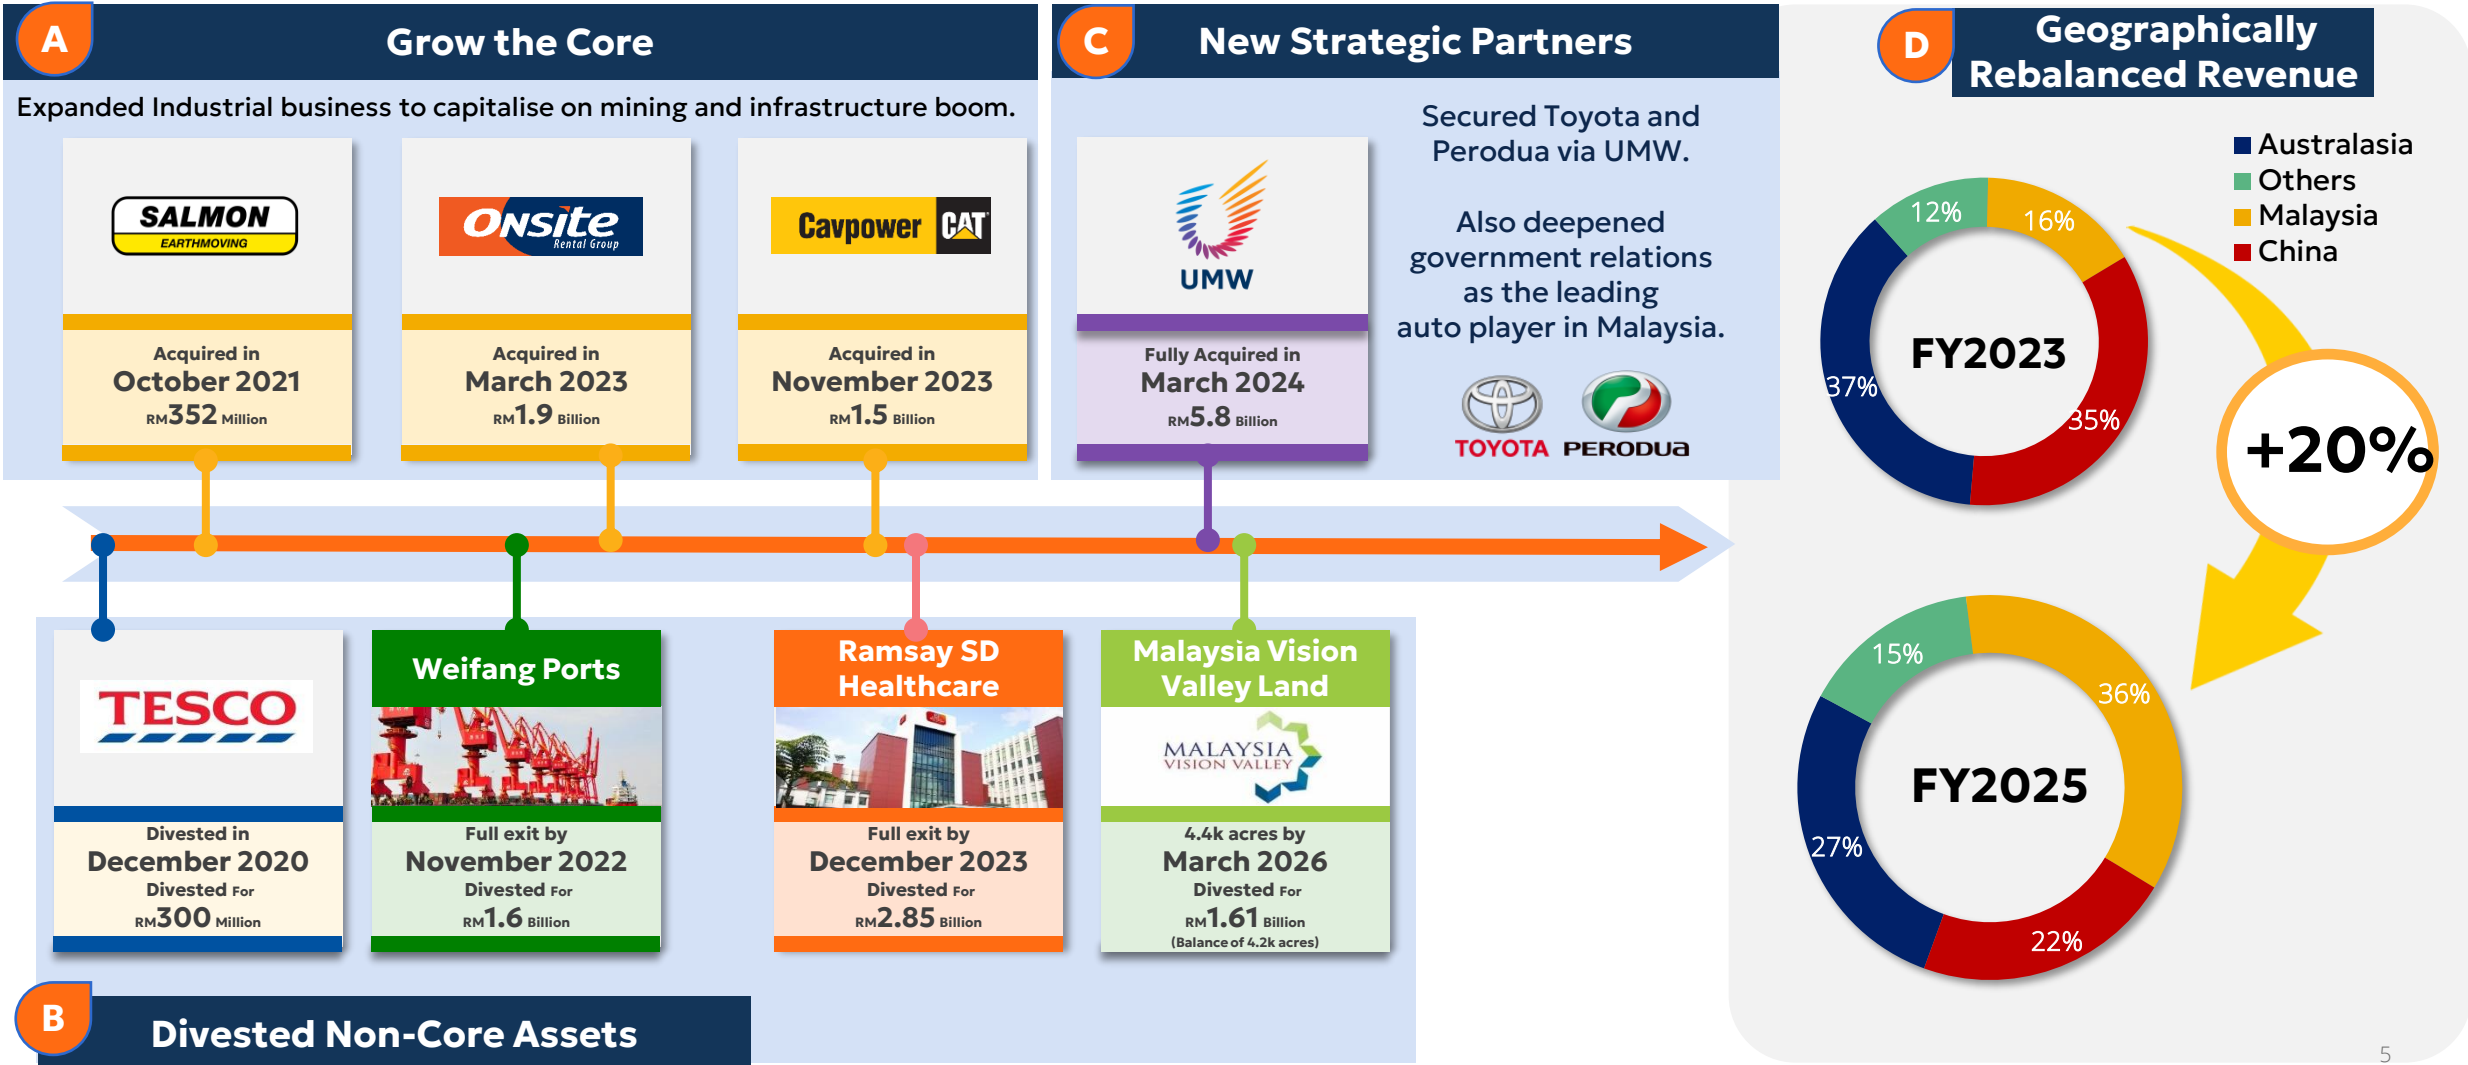 A
Grow the Core
Expanded Industrial business to capitalise on mining and infrastructure boom.
SALMON
EARTHMOVING
Acquired in
October 2021
RM352 Million
Onsite
Rental Group
Acquired in
March 2023
RM1.9 Billion
Cavpower CAT
Acquired in
November 2023
RM1.5 Billion
C
New Strategic Partners
UMW
Fully Acquired in
March 2024
RM5.8 Billion
Secured Toyota and
Perodua via UMW.
Also deepened
government relations
as the leading
auto player in Malaysia.
TOYOTA
PERODUA
TESCO
Divested in
December 2020
Divested For
RM300 Million
Weifang Ports
Full exit by
November 2022
Divested For
RM1.6 Billion
Ramsay SD
Healthcare
Full exit by
December 2023
Divested For
RM2.85 Billion
Malaysia Vision
Valley Land
MALAYSIA
VISION VALLEY
4.4k acres by
March 2026
Divested For
RM1.61 Billion
(Balance of 4.2k acres)
B
Divested Non-Core Assets
D
Geographically
Rebalanced Revenue
Australasia
Others
Malaysia
China
12%
16%
37%
35%
FY2023
+20%
15%
36%
27%
22%
FY2025
5